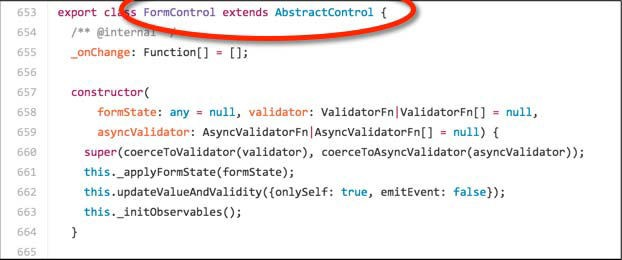 653 export class FormControl extends AbstractControl {
654 /** @internal */
655 _onChange: Function[] = [];
656
657 constructor(
658 formState: any = null, validator: ValidatorFn|ValidatorFn[] = null,
659 asyncValidator: AsyncValidatorFn|AsyncValidatorFn[] = null) {
660 super(coerceToValidator(validator), coerceToAsyncValidator(asyncValidator));
661 this._applyFormState(formState);
662 this.updateValueAndValidity({onlySelf: true, emitEvent: false});
663 this._initObservables();
664 }
665